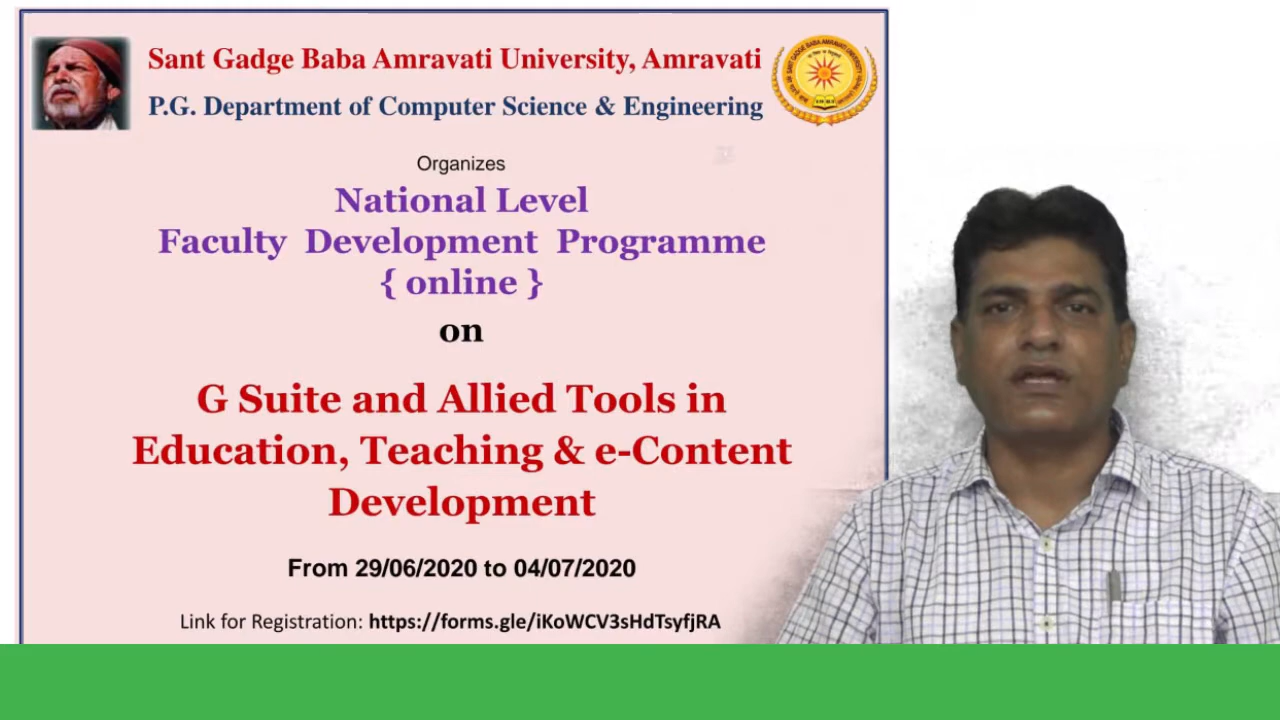 Sant Gadge Baba Amravati University, Amravati
P.G. Department of Computer Science & Engineering
Organizes
National Level
Faculty Development Programme
{ online }
on
G Suite and Allied Tools in
Education, Teaching & e-Content
Development
From 29/06/2020 to 04/07/2020
Link for Registration: https://forms.gle/iKoWCV3sHdTsyfjRA